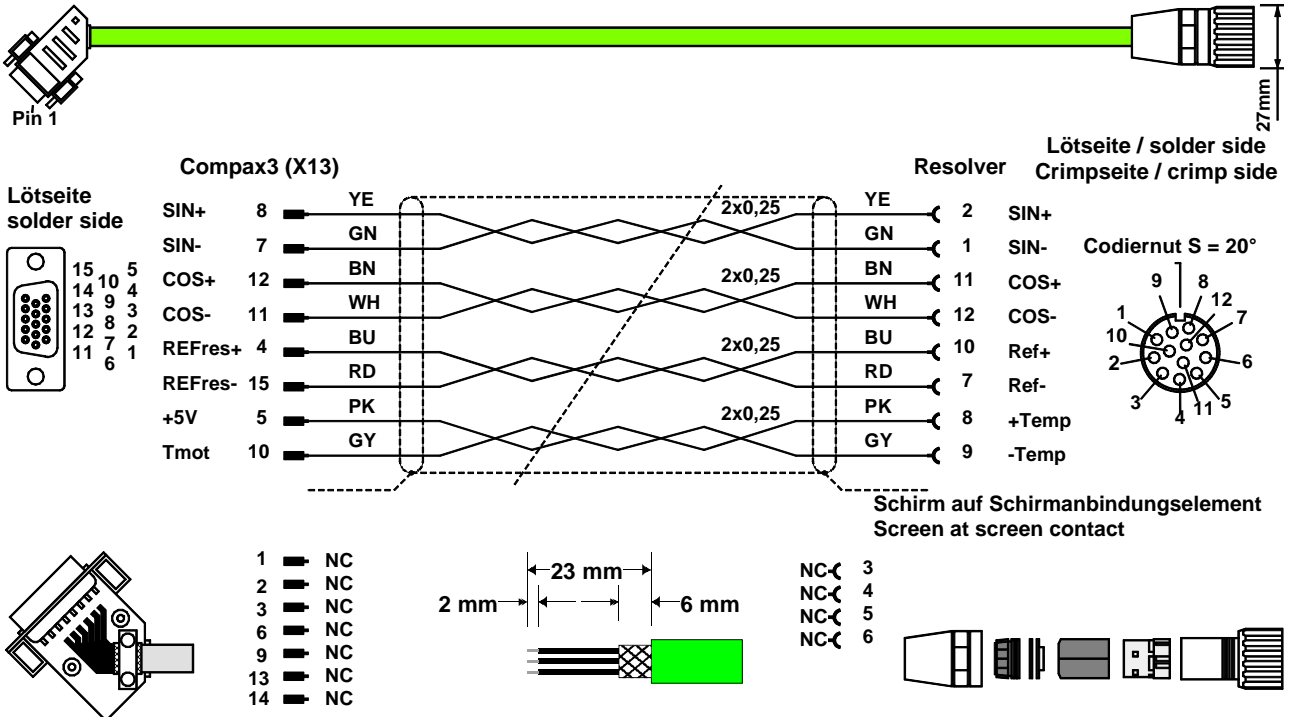 Pin 1
27mm
Compax3 (X13)
Resolver
Lötseite / solder side
Crimpseite / crimp side
Lötseite
solder side
15 10 5
14 9 4
13 8 3
12 7 2
11 6 1
SIN+ 8 YE 2x0,25 YE 2 SIN+
SIN- 7 GN GN 1 SIN-
COS+ 12 BN 2x0,25 BN 11 COS+
COS- 11 WH WH 12 COS-
REFres+ 4 BU 2x0,25 BU 10 Ref+
REFres- 15 RD RD 7 Ref-
+5V 5 PK 2x0,25 PK 8 +Temp
Tmot 10 GY GY 9 -Temp
Codiernut S = 20°
9 8
12
1 7
10
2 6
3 4 11 5
Schirm auf Schirmanbindungselement
Screen at screen contact
1 NC
2 NC
3 NC
6 NC
9 NC
13 NC
14 NC
23 mm
2 mm 6 mm
NC 3
NC 4
NC 5
NC 6